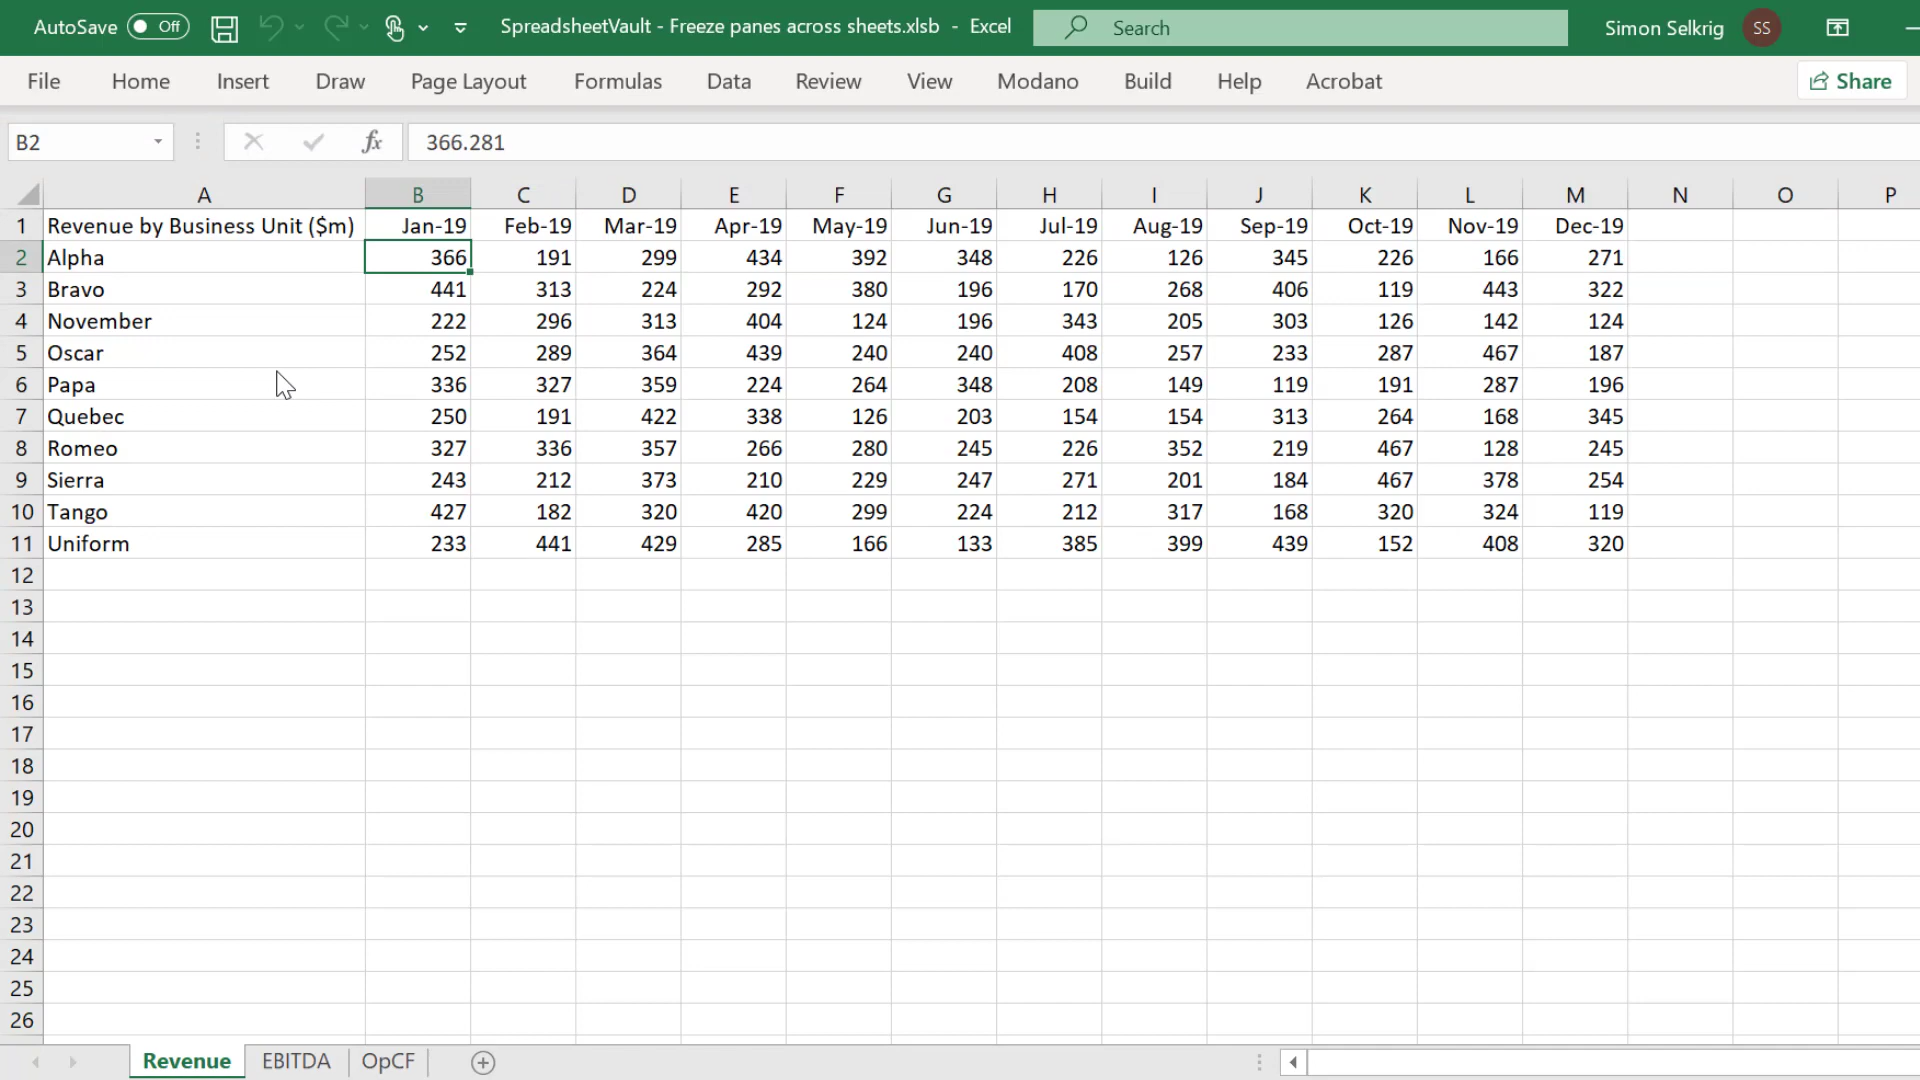 AutoSave Off SpreadsheetVault - Freeze panes across sheets.xlsb - Excel Search Simon Selkrig SS
File Home Insert Draw Page Layout Formulas Data Review View Modano Build Help Acrobat Share
B2 fx 366.281
A B C D E F G H I J K L M N O P
1 Revenue by Business Unit ($m) Jan-19 Feb-19 Mar-19 Apr-19 May-19 Jun-19 Jul-19 Aug-19 Sep-19 Oct-19 Nov-19 Dec-19
2 Alpha 366 191 299 434 392 348 226 126 345 226 166 271
3 Bravo 441 313 224 292 380 196 170 268 406 119 443 322
4 November 222 296 313 404 124 196 343 205 303 126 142 124
5 Oscar 252 289 364 439 240 240 408 257 233 287 467 187
6 Papa 336 327 359 224 264 348 208 149 119 191 287 196
7 Quebec 250 191 422 338 126 203 154 154 313 264 168 345
8 Romeo 327 336 357 266 280 245 226 352 219 467 128 245
9 Sierra 243 212 373 210 229 247 271 201 184 467 378 254
10 Tango 427 182 320 420 299 224 212 317 168 320 324 119
11 Uniform 233 441 429 285 166 133 385 399 439 152 408 320
12
13
14
15
16
17
18
19
20
21
22
23
24
25
26
Revenue EBITDA OpCF